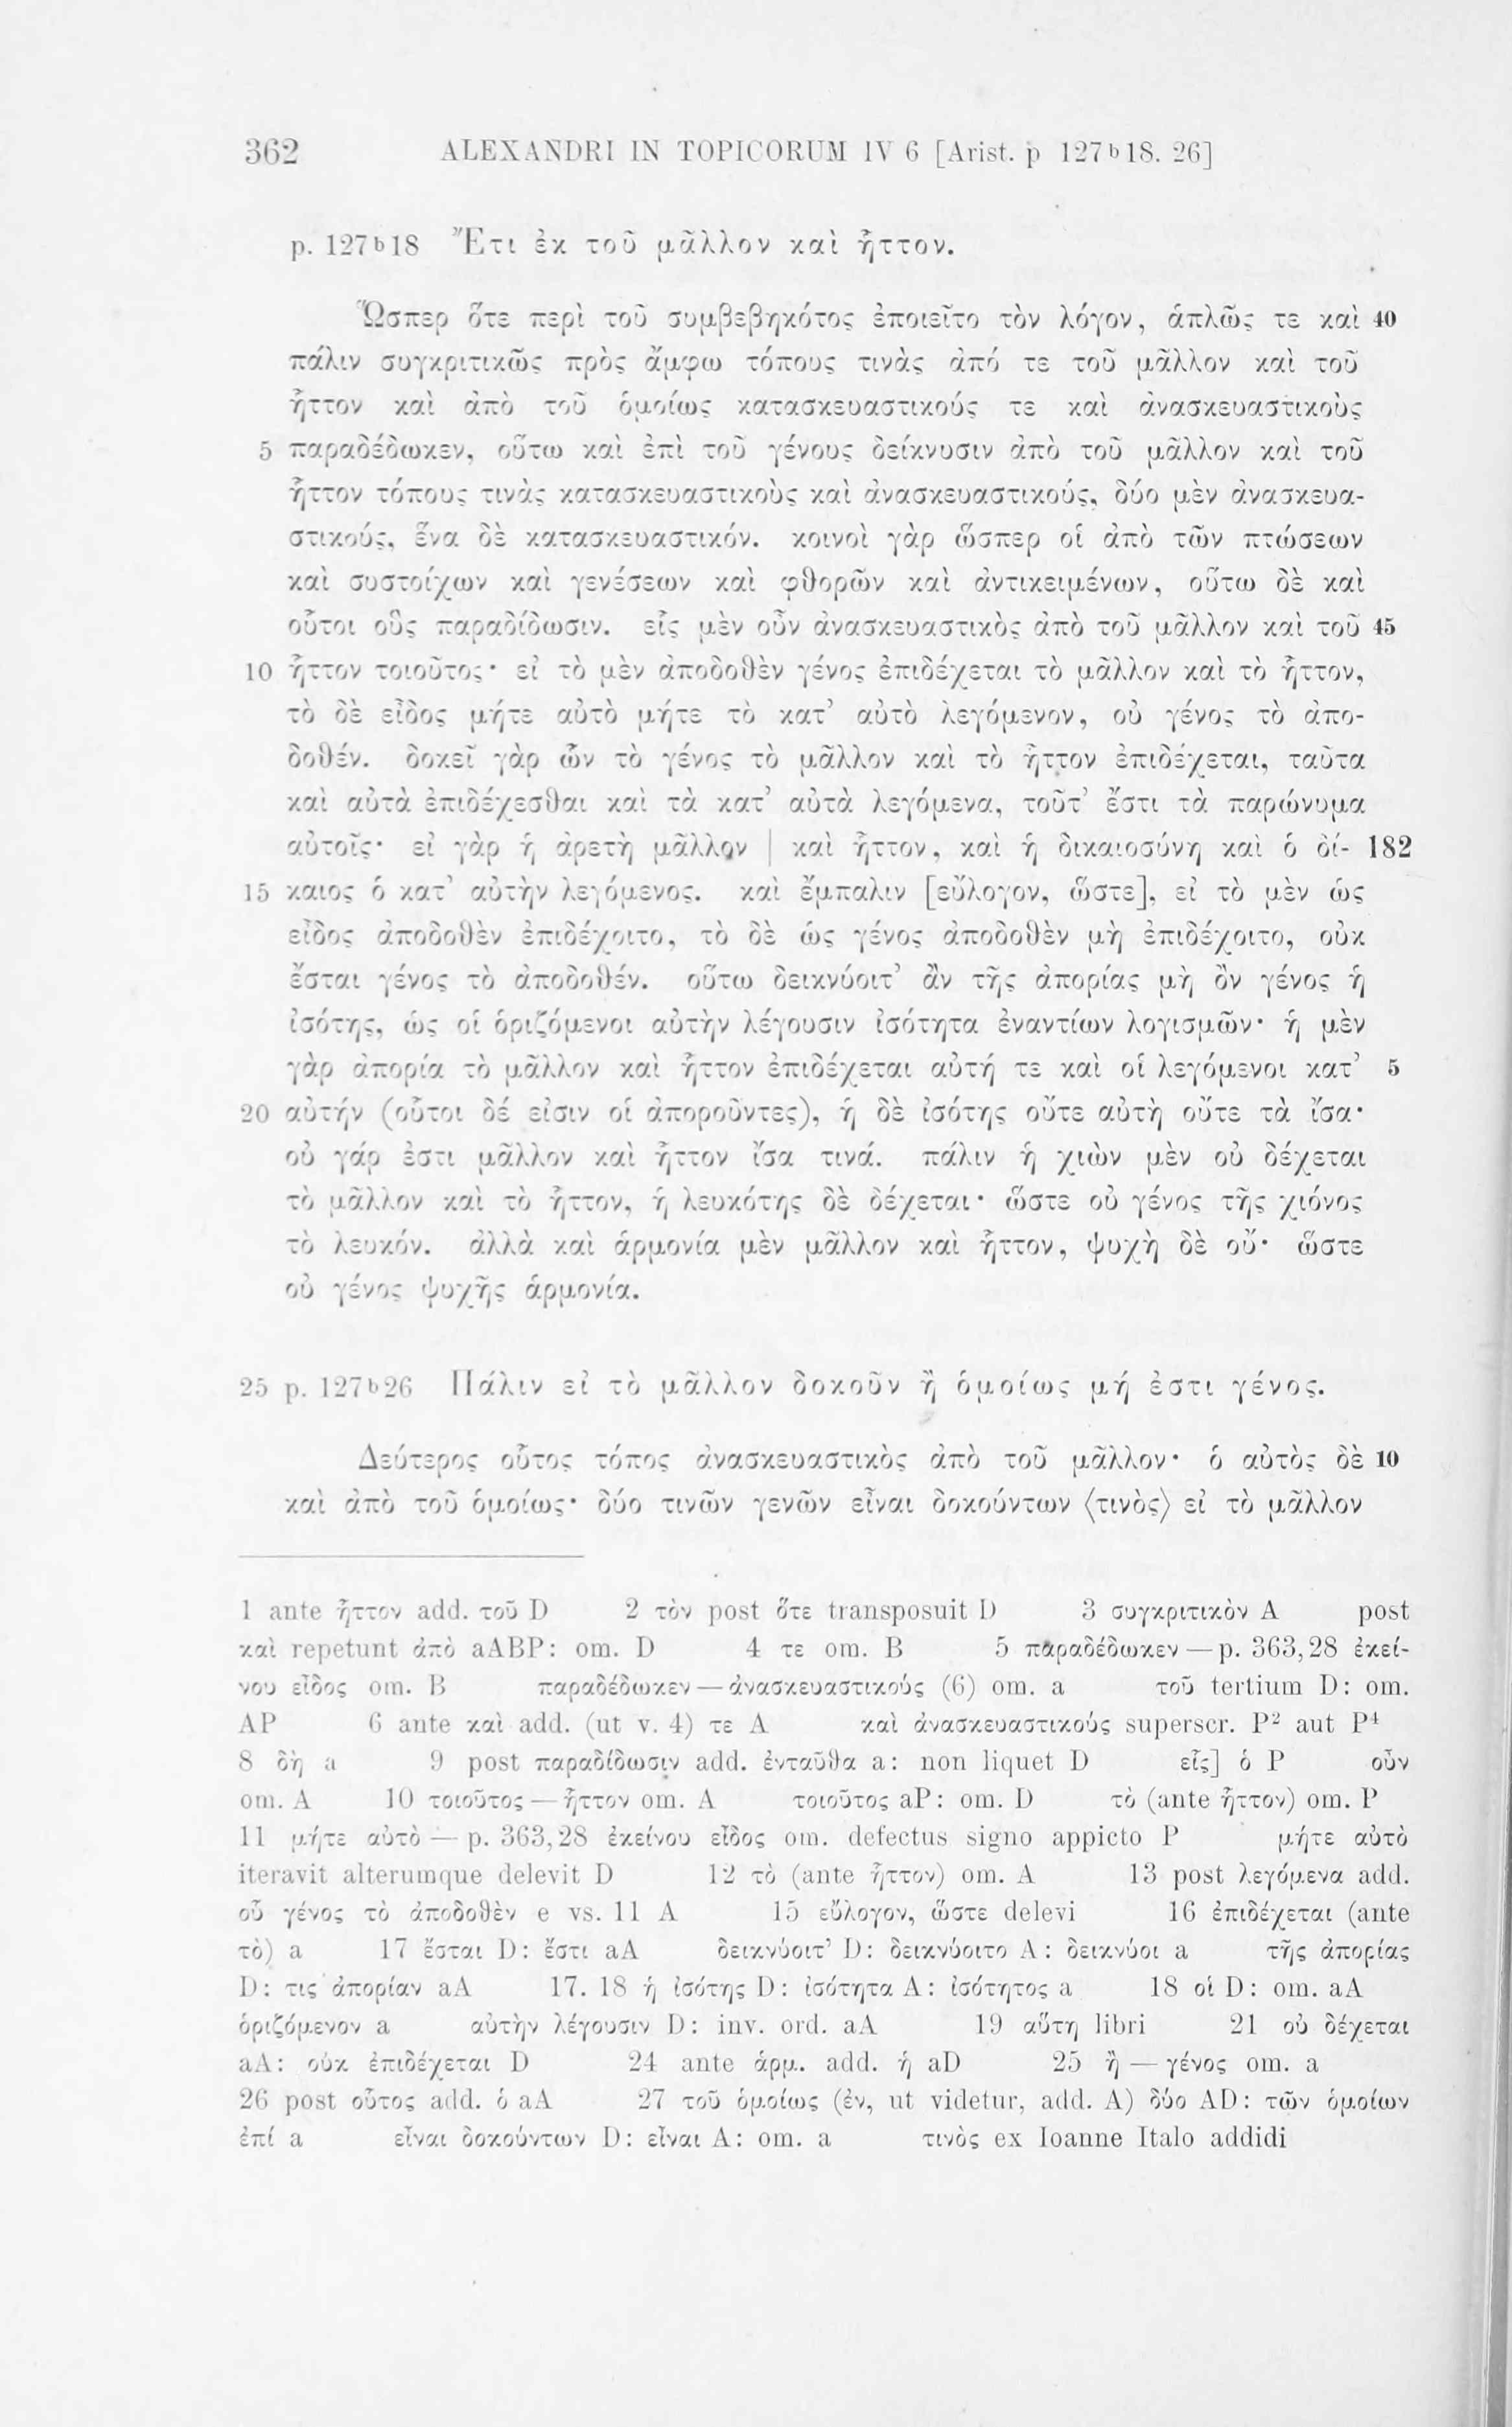 362 ALEXANDRI IN TOPICORUM IV 6 [Arist. p 127b18. 26]
p. 127b18 Ἔτι ἐκ τοῦ μᾶλλον καὶ ἧττον.
Ὥσπερ ὅτε περὶ τοῦ συμβεβηκότος ἐποιεῖτο τὸν λόγον, ἁπλῶς τε καὶ 40
πάλιν συγκριτικῶς πρὸς ἄμφω τόπους τινὰς ἀπό τε τοῦ μᾶλλον καὶ τοῦ
ἧττον καὶ ἀπὸ τοῦ ὁμοίως κατασκευαστικούς τε καὶ ἀνασκευαστικοὺς
5 παραδέδωκεν, οὕτω καὶ ἐπὶ τοῦ γένους δείκνυσιν ἀπὸ τοῦ μᾶλλον καὶ τοῦ
ἧττον τόπους τινὰς κατασκευαστικοὺς καὶ ἀνασκευαστικούς, δύο μὲν ἀνασκευα-
στικούς, ἕνα δὲ κατασκευαστικόν. κοινοὶ γὰρ ὥσπερ οἱ ἀπὸ τῶν πτώσεων
καὶ συστοίχων καὶ γενέσεων καὶ φθορῶν καὶ ἀντικειμένων, οὕτω δὲ καὶ
οὗτοι οὓς παραδίδωσιν. εἷς μὲν οὖν ἀνασκευαστικὸς ἀπὸ τοῦ μᾶλλον καὶ τοῦ 45
10 ἧττον τοιοῦτος· εἰ τὸ μὲν ἀποδοθὲν γένος ἐπιδέχεται τὸ μᾶλλον καὶ τὸ ἧττον,
τὸ δὲ εἶδος μήτε αὐτὸ μήτε τὸ κατ’ αὐτὸ λεγόμενον, οὐ γένος τὸ ἀπο-
δοθέν. δοκεῖ γὰρ ὧν τὸ γένος τὸ μᾶλλον καὶ τὸ ἧττον ἐπιδέχεται, ταῦτα
καὶ αὐτὰ ἐπιδέχεσθαι καὶ τὰ κατ’ αὐτὰ λεγόμενα, τοῦτ’ ἔστι τὰ παρώνυμα
αὐτοῖς· εἰ γὰρ ἡ ἀρετὴ μᾶλλον | καὶ ἧττον, καὶ ἡ δικαιοσύνη καὶ ὁ δί- 182
15 καιος ὁ κατ’ αὐτὴν λεγόμενος. καὶ ἔμπαλιν [εὔλογον, ὥστε], εἰ τὸ μὲν ὡς
εἶδος ἀποδοθὲν ἐπιδέχοιτο, τὸ δὲ ὡς γένος ἀποδοθὲν μὴ ἐπιδέχοιτο, οὐκ
ἔσται γένος τὸ ἀποδοθέν. οὕτω δεικνύοιτ’ ἂν τῆς ἀπορίας μὴ ὂν γένος ἡ
ἰσότης, ὡς οἱ ὁριζόμενοι αὐτὴν λέγουσιν ἰσότητα ἐναντίων λογισμῶν· ἡ μὲν
γὰρ ἀπορία τὸ μᾶλλον καὶ ἧττον ἐπιδέχεται αὐτή τε καὶ οἱ λεγόμενοι κατ’ 5
20 αὐτήν (οὗτοι δέ εἰσιν οἱ ἀποροῦντες), ἡ δὲ ἰσότης οὔτε αὐτὴ οὔτε τὰ ἴσα·
οὐ γάρ ἐστι μᾶλλον καὶ ἧττον ἴσα τινά. πάλιν ἡ χιὼν μὲν οὐ δέχεται
τὸ μᾶλλον καὶ τὸ ἧττον, ἡ λευκότης δὲ δέχεται· ὥστε οὐ γένος τῆς χιόνος
τὸ λευκόν. ἀλλὰ καὶ ἁρμονία μὲν μᾶλλον καὶ ἧττον, ψυχὴ δὲ οὔ· ὥστε
οὐ γένος ψυχῆς ἁρμονία.
25 p. 127b26 Πάλιν εἰ τὸ μᾶλλον δοκοῦν ἢ ὁμοίως μή ἐστι γένος.
Δεύτερος οὗτος τόπος ἀνασκευαστικὸς ἀπὸ τοῦ μᾶλλον· ὁ αὐτὸς δὲ 10
καὶ ἀπὸ τοῦ ὁμοίως· δύο τινῶν γενῶν εἶναι δοκούντων ⟨τινὸς⟩ εἰ τὸ μᾶλλον
1 ante ἧττον add. τοῦ D 2 τὸν post ὅτε transposuit D 3 συγκριτικὸν A post
καὶ repetunt ἀπὸ aABP: om. D 4 τε om. B 5 παραδέδωκεν — p. 363,28 ἐκεί-
νου εἶδος om. B παραδέδωκεν — ἀνασκευαστικούς (6) om. a τοῦ tertium D: om.
AP 6 ante καὶ add. (ut v. 4) τε A καὶ ἀνασκευαστικούς superscr. P² aut P⁴
8 δὴ a 9 post παραδίδωσιν add. ἐνταῦθα a: non liquet D εἷς] ὁ P οὖν
om. A 10 τοιοῦτος — ἧττον om. A τοιοῦτος aP: om. D τὸ (ante ἧττον) om. P
11 μήτε αὐτὸ — p. 363,28 ἐκείνου εἶδος om. defectus signo appicto P μήτε αὐτὸ
iteravit alterumque delevit D 12 τὸ (ante ἧττον) om. A 13 post λεγόμενα add.
οὐ γένος τὸ ἀποδοθὲν e vs. 11 A 15 εὔλογον, ὥστε delevi 16 ἐπιδέχεται (ante
τὸ) a 17 ἔσται D: ἔστι aA δεικνύοιτ’ D: δεικνύοιτο A: δεικνύοι a τῆς ἀπορίας
D: τις ἀπορίαν aA 17. 18 ἡ ἰσότης D: ἰσότητα A: ἰσότητος a 18 οἱ D: om. aA
ὁριζόμενον a αὐτὴν λέγουσιν D: inv. ord. aA 19 αὕτη libri 21 οὐ δέχεται
aA: οὐκ ἐπιδέχεται D 24 ante ἁρμ. add. ἡ aD 25 ἢ — γένος om. a
26 post οὗτος add. ὁ aA 27 τοῦ ὁμοίως (ἐν, ut videtur, add. A) δύο AD: τῶν ὁμοίων
ἐπί a εἶναι δοκούντων D: εἶναι A: om. a τινὸς ex Ioanne Italo addidi